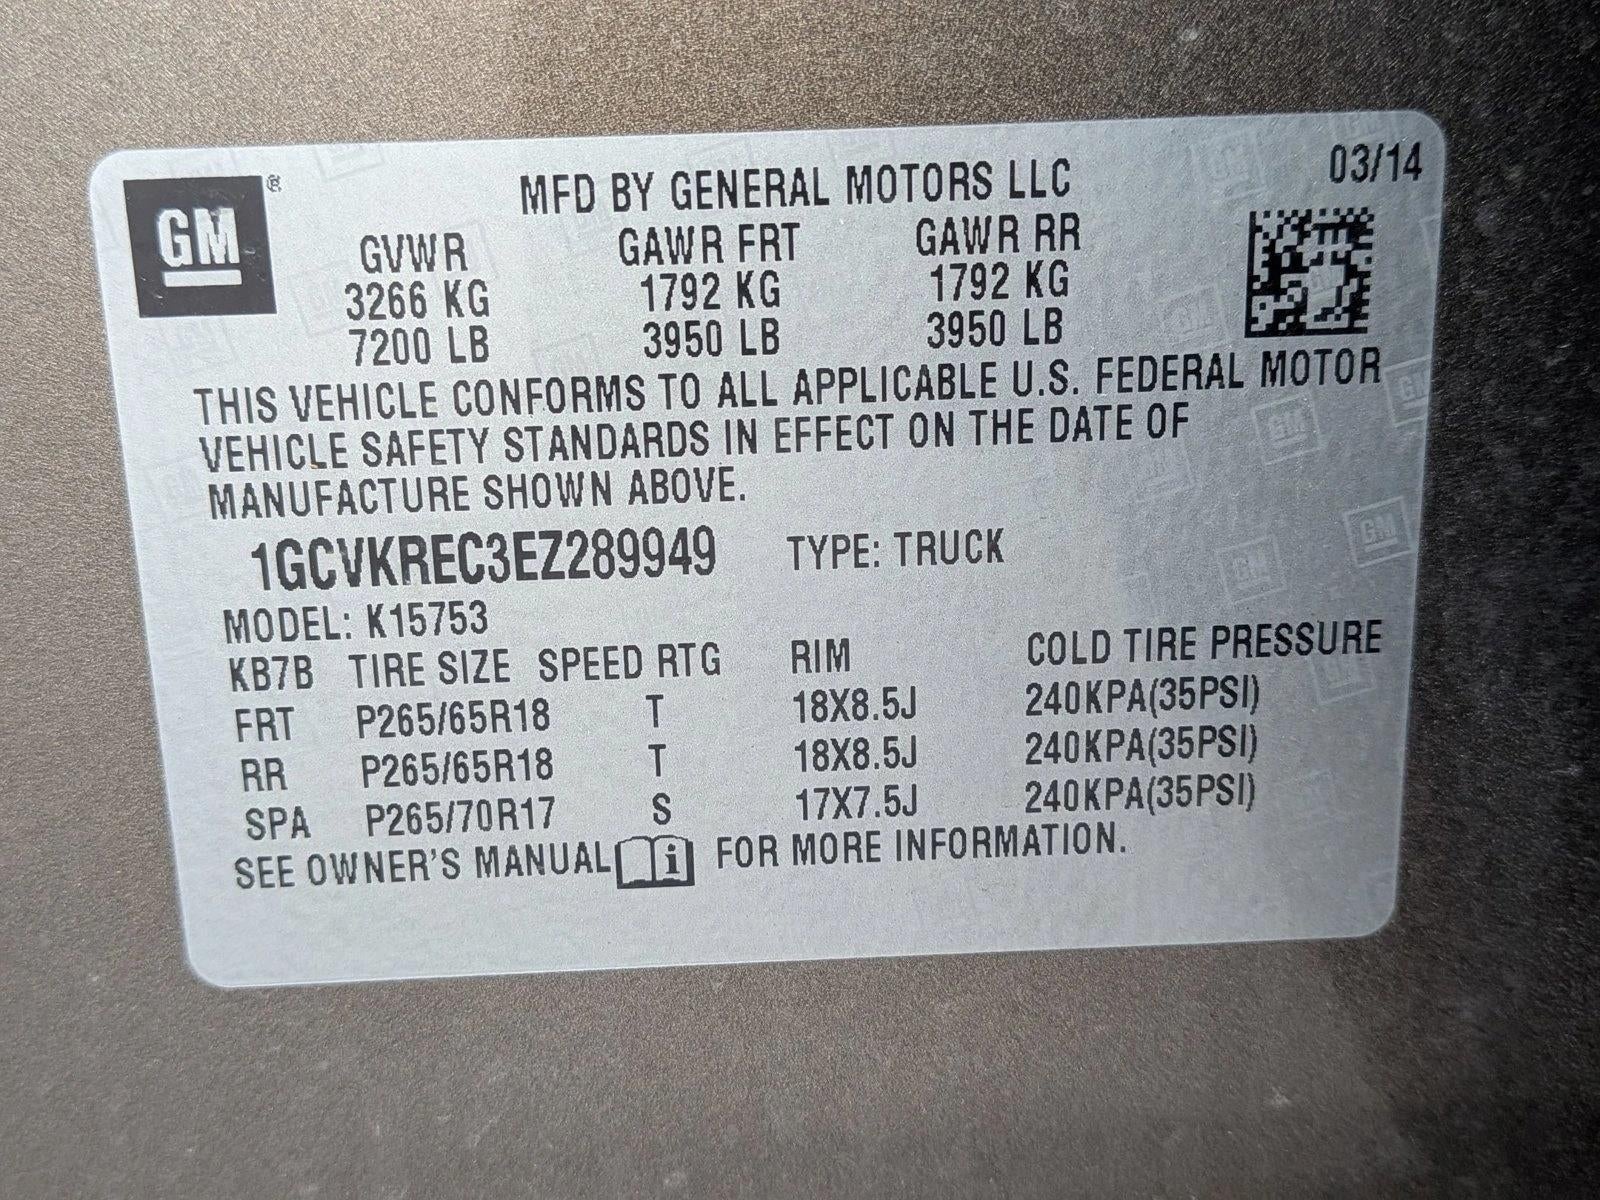 GM ®
03/14
MFD BY GENERAL MOTORS LLC
GVWR GAWR FRT GAWR RR
3266 KG 1792 KG 1792 KG
7200 LB 3950 LB 3950 LB
THIS VEHICLE CONFORMS TO ALL APPLICABLE U.S. FEDERAL MOTOR
VEHICLE SAFETY STANDARDS IN EFFECT ON THE DATE OF
MANUFACTURE SHOWN ABOVE.
1GCVKREC3EZ289949 TYPE: TRUCK
MODEL: K15753
KB7B TIRE SIZE SPEED RTG RIM COLD TIRE PRESSURE
FRT P265/65R18 T 18X8.5J 240KPA(35PSI)
RR P265/65R18 T 18X8.5J 240KPA(35PSI)
SPA P265/70R17 S 17X7.5J 240KPA(35PSI)
SEE OWNER'S MANUAL i FOR MORE INFORMATION.